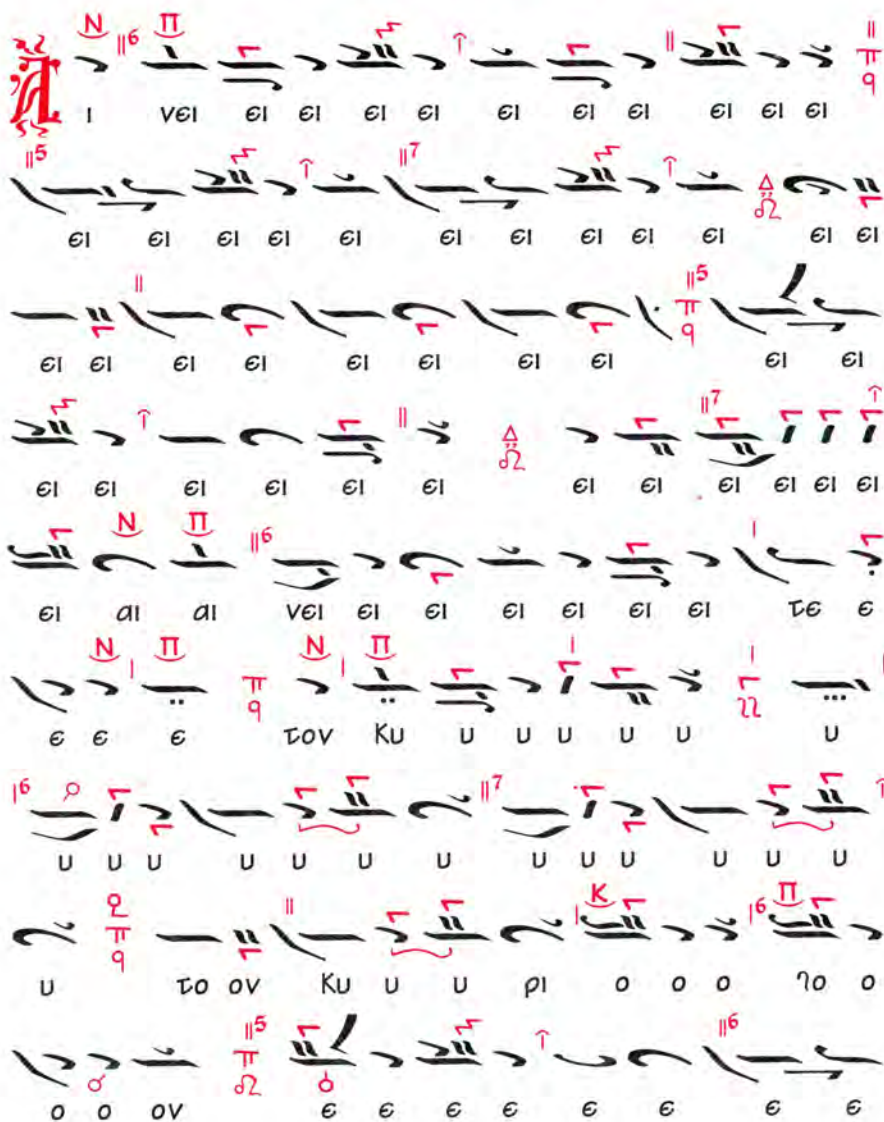 Α ι νει ει ει ει ει ει ει ει ει ει ει
ει ει ει ει ει ει ει ει ει ει ει ει
ει ει ει ει ει ει ει ει ει ει
ει ει ει ει ει ει ει ει ει ει ει ει
ει αι αι νει ει ει ει ει ει ει τε ε
ε ε ε τον Κυ υ υ υ υ υ υ
υ υ υ υ υ υ υ υ υ υ υ υ υ
υ το ον Κυ υ υ ρι ο ο ο γο ο
ο ο ον ε ε ε ε ε ε ε ε